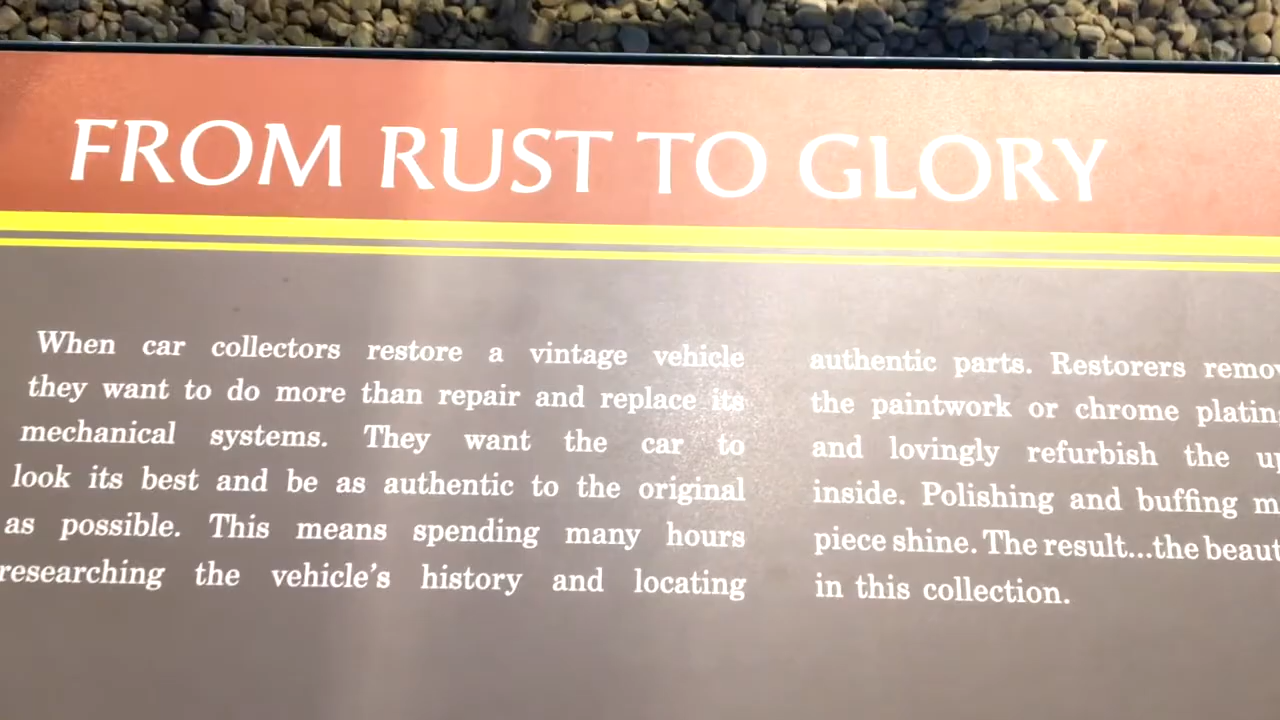 FROM RUST TO GLORY
When car collectors restore a vintage vehicle
they want to do more than repair and replace its
mechanical systems. They want the car to
look its best and be as authentic to the original
as possible. This means spending many hours
researching the vehicle's history and locating
authentic parts. Restorers
the paintwork or chrome
and lovingly refurbish the
inside. Polishing and buffing
piece shine. The result...the
in this collection.